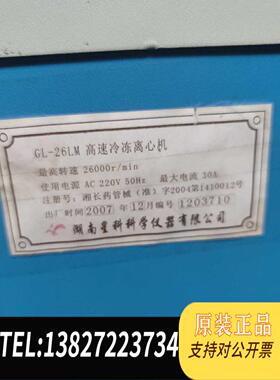 GL-26LM 高速冷冻离心机
最高转速 26000r/min
使用电源 AC 220V 50Hz 最大电流 30A
注册号: 湘长药管械(准)字2004第1410012号
出厂时间 2007 年 12 月 编号 1203710
湖南星科科学仪器有限公司
TEL:13827223734
原装正品
支持对公可开票